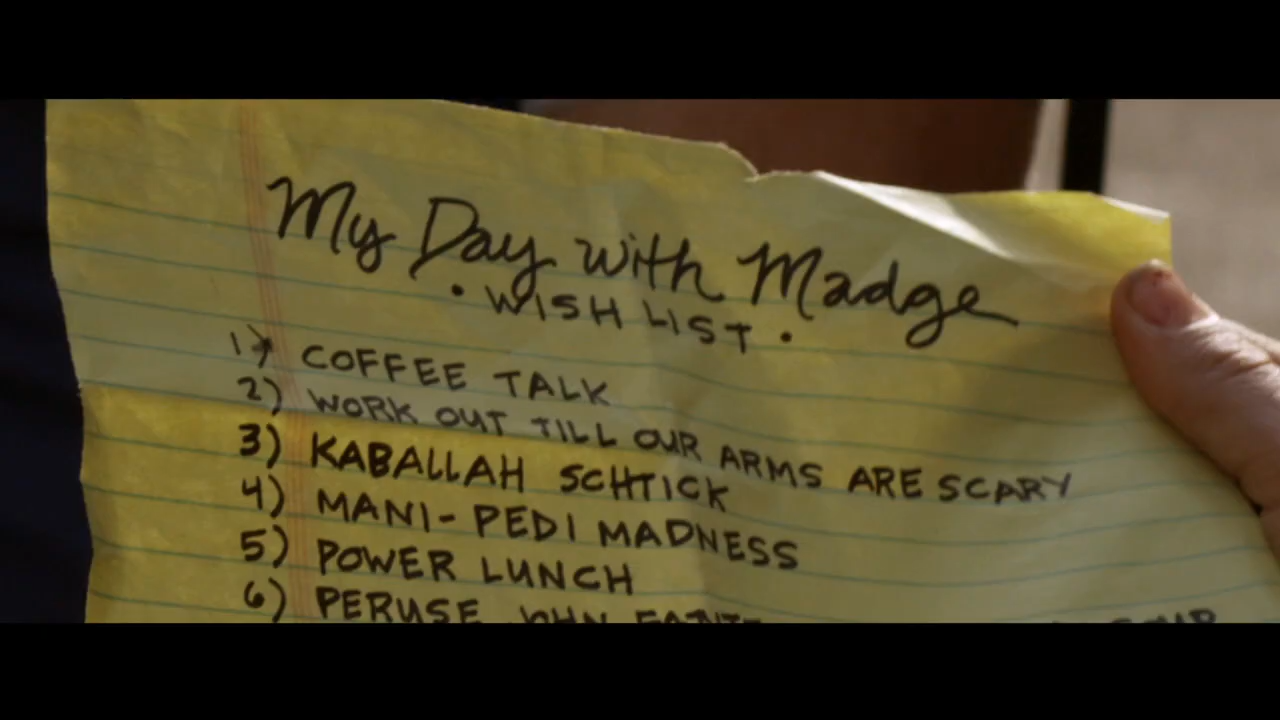 My Day with Madge
• WISH LIST •
1) COFFEE TALK
2) WORK OUT TILL OUR ARMS ARE SCARY
3) KABALLAH SCHTICK
4) MANI-PEDI MADNESS
5) POWER LUNCH
6) PERUSE JOHN